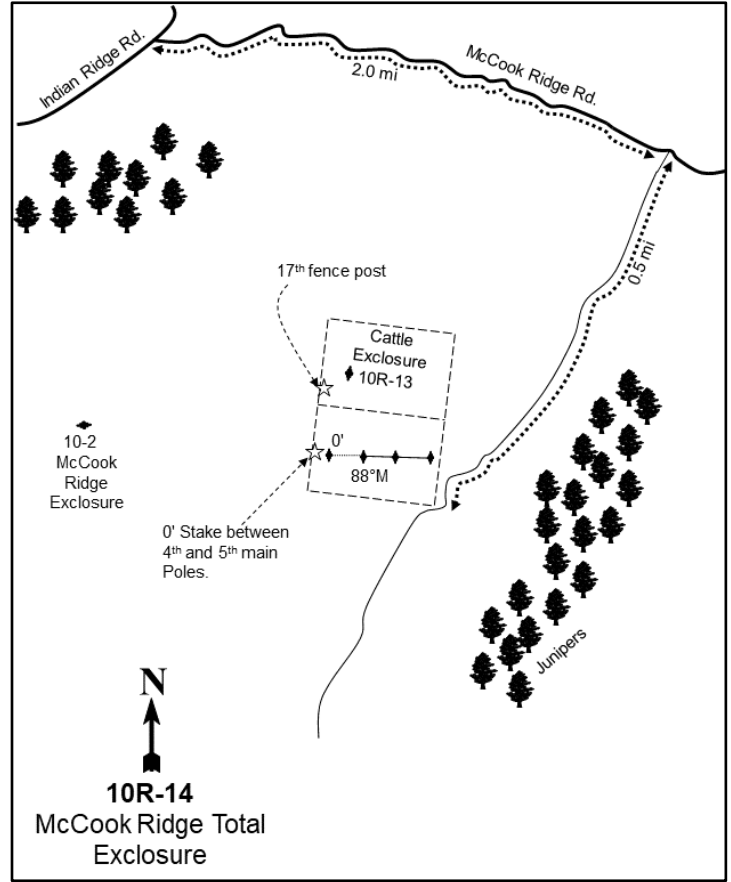 Indian Ridge Rd.
McCook Ridge Rd.
2.0 mi
0.5 mi
17th fence post
Cattle
Exclosure
10R-13
0'
88°M
10-2
McCook
Ridge
Exclosure
0' Stake between
4th and 5th main
Poles.
Junipers
N
10R-14
McCook Ridge Total
Exclosure